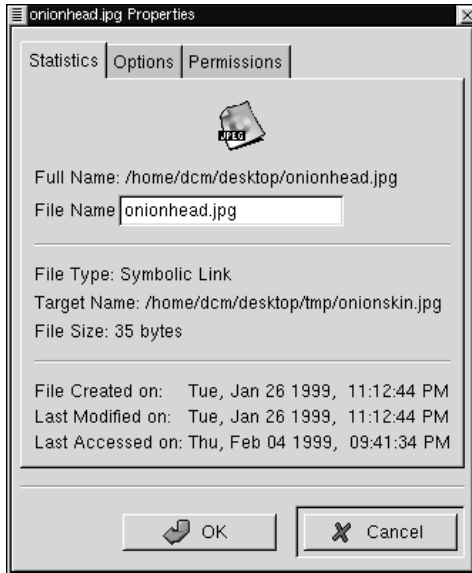 onionhead.jpg Properties
Statistics Options Permissions
JPEG
Full Name: /home/dcm/desktop/onionhead.jpg
File Name onionhead.jpg
File Type: Symbolic Link
Target Name: /home/dcm/desktop/tmp/onionskin.jpg
File Size: 35 bytes
File Created on: Tue, Jan 26 1999, 11:12:44 PM
Last Modified on: Tue, Jan 26 1999, 11:12:44 PM
Last Accessed on: Thu, Feb 04 1999, 09:41:34 PM
OK Cancel